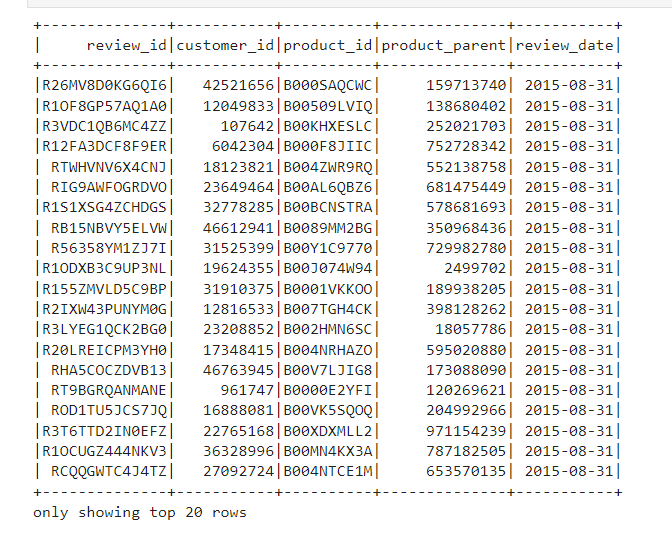 +--------------+-----------+----------+--------------+-----------+
|     review_id|customer_id|product_id|product_parent|review_date|
+--------------+-----------+----------+--------------+-----------+
|R26MV8D0KG6QI6|   42521656|B000SAQCWC|     159713740| 2015-08-31|
|R1OF8GP57AQ1A0|   12049833|B00509LVIQ|     138680402| 2015-08-31|
|R3VDC1QB6MC4ZZ|     107642|B00KHXESLC|     252021703| 2015-08-31|
|R12FA3DCF8F9ER|    6042304|B000F8JIIC|     752728342| 2015-08-31|
| RTWHVNV6X4CNJ|   18123821|B004ZWR9RQ|     552138758| 2015-08-31|
| RIG9AWFOGRDVO|   23649464|B00AL6QBZ6|     681475449| 2015-08-31|
|R1S1XSG4ZCHDGS|   32778285|B00BCNSTRA|     578681693| 2015-08-31|
| RB15NBVY5ELVW|   46612941|B0089MM2BG|     350968436| 2015-08-31|
| R56358YM1ZJ7I|   31525399|B00Y1C9770|     729982780| 2015-08-31|
|R1ODXB3C9UP3NL|   19624355|B00J074W94|       2499702| 2015-08-31|
|R155ZMVLD5C9BP|   31910375|B0001VKKOO|     189938205| 2015-08-31|
|R2IXW43PUNYM0G|   12816533|B007TGH4CK|     398128262| 2015-08-31|
|R3LYEG1QCK2BG0|   23208852|B002HMN6SC|      18057786| 2015-08-31|
|R20LREICPM3YH0|   17348415|B004NRHAZO|     595020880| 2015-08-31|
| RHA5COCZDVB13|   46763945|B00V7LJIG8|     173088090| 2015-08-31|
| RT9BGRQANMANE|     961747|B0000E2YFI|     120269621| 2015-08-31|
| ROD1TU5JCS7JQ|   16888081|B00VK5SQOQ|     204992966| 2015-08-31|
|R3T6TTD2IN0EFZ|   22765168|B00XDXMLL2|     971154239| 2015-08-31|
|R1OCUGZ444NKV3|   36328996|B00MN4KX3A|     787182505| 2015-08-31|
| RCQQGWTC4J4TZ|   27092724|B004NTCE1M|     653570135| 2015-08-31|
+--------------+-----------+----------+--------------+-----------+
only showing top 20 rows